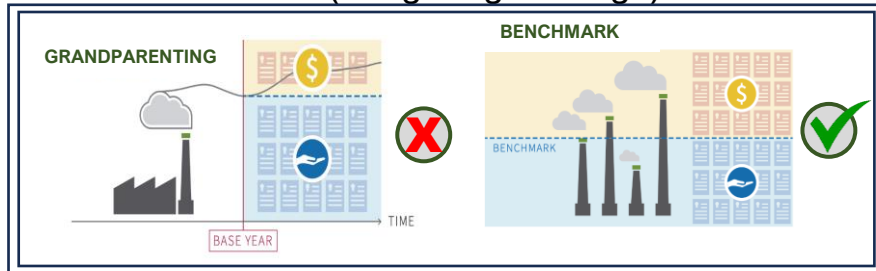 GRANDPARENTING
$
BASE YEAR
TIME
X
BENCHMARK
$
BENCHMARK